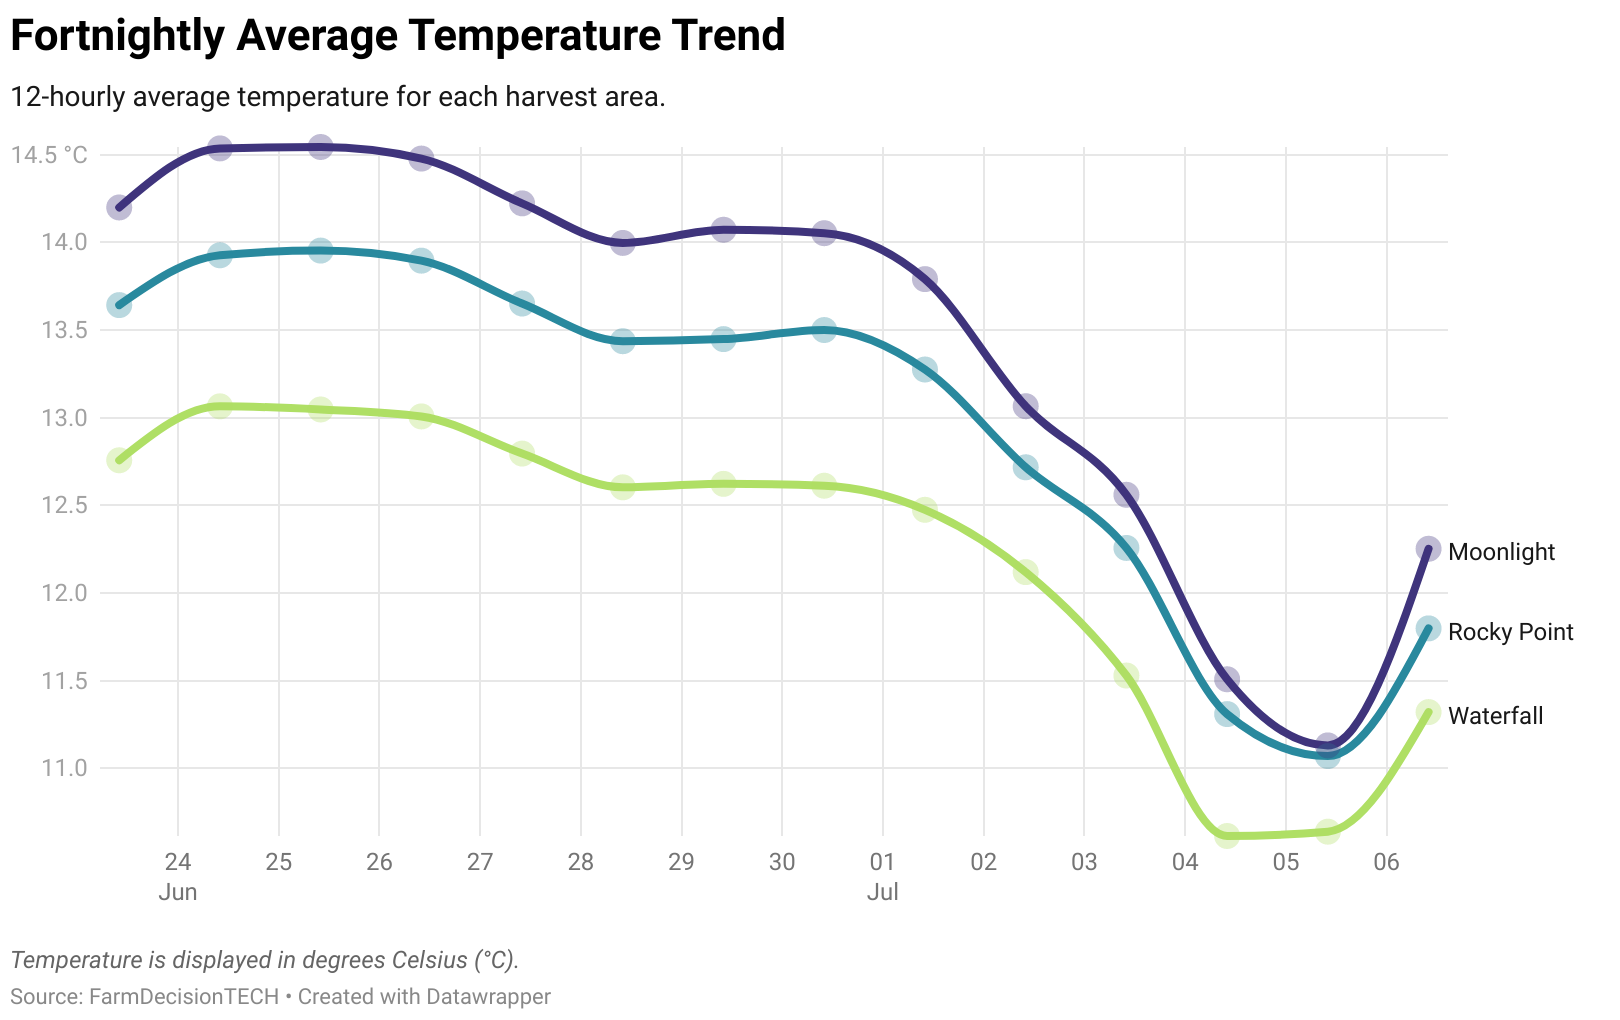 Fortnightly Average Temperature Trend
12-hourly average temperature for each harvest area.
14.5 °C
14.0
13.5
13.0
12.5
12.0
11.5
11.0
Moonlight
Rocky Point
Waterfall
24 25 26 27 28 29 30 01 02 03 04 05 06
Jun Jul
Temperature is displayed in degrees Celsius (°C).
Source: FarmDecisionTECH • Created with Datawrapper